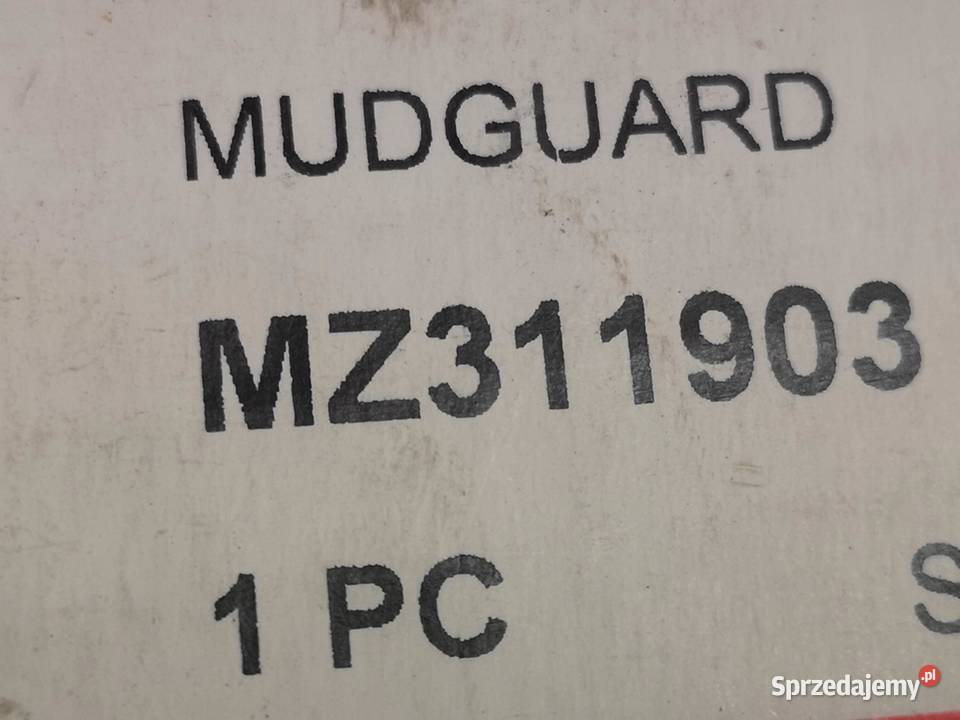 MUDGUARD
MZ311903
1 PC
Sprzedajemy.pl